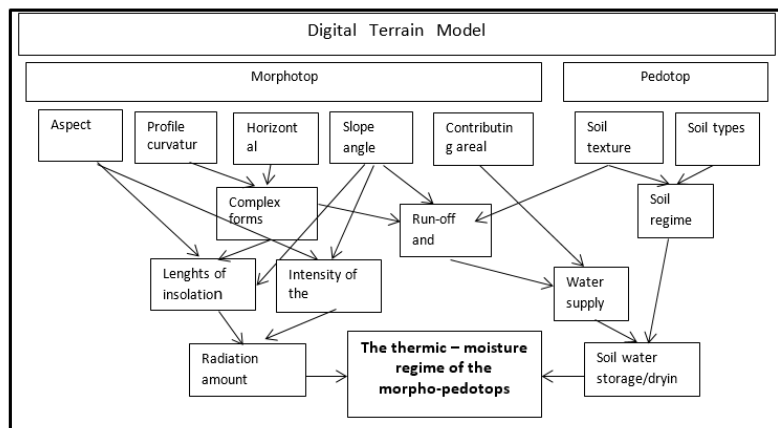 Digital Terrain Model
Morphotop
Pedotop
Aspect
Profile
curvatur
Horizont
al
Slope
angle
Contributin
g areal
Soil
texture
Soil types
Complex
forms
Run-off
and
Soil
regime
Lenghts of
insolation
Intensity of
the
Water
supply
Radiation
amount
The thermic – moisture
regime of the
morpho-pedotops
Soil water
storage/dryin